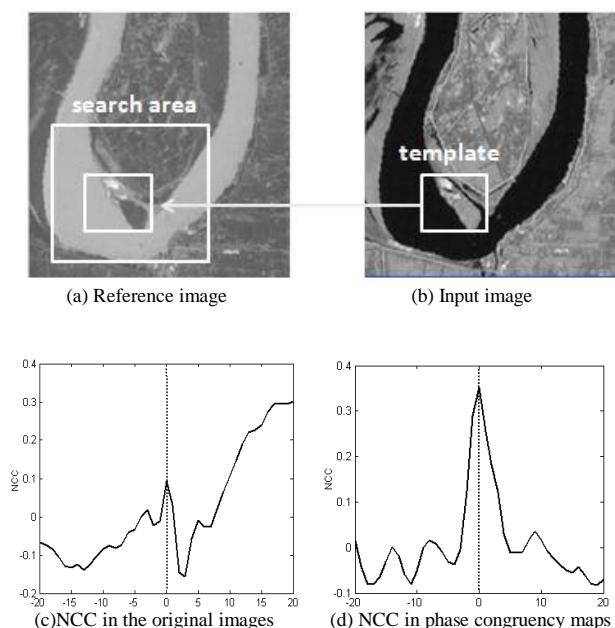 search area
template
(a) Reference image
(b) Input image
0.4
0.3
0.2
0.1
0
-0.1
-0.2
NCC
-20 -15 -10 -5 0 5 10 15 20
(c)NCC in the original images
0.4
0.3
0.2
0.1
0
-0.1
NCC
-20 -10 -0 10 20
(d) NCC in phase congruency maps